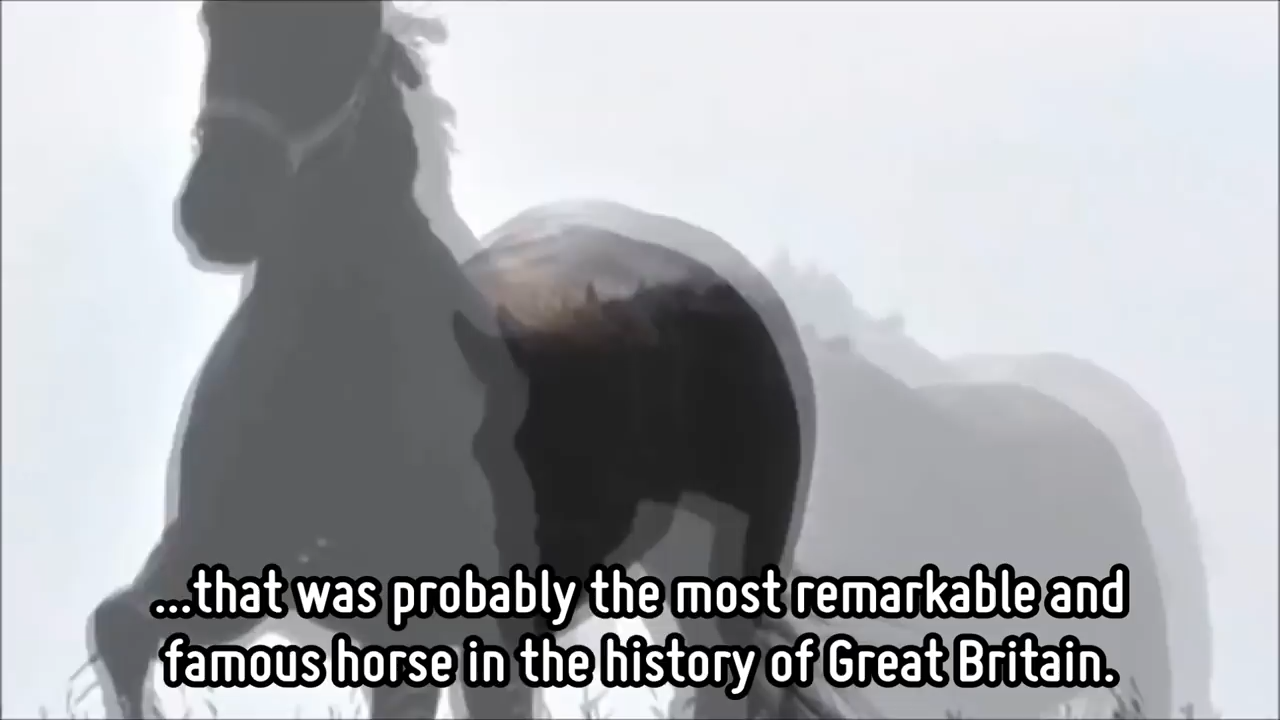 ...that was probably the most remarkable and
famous horse in the history of Great Britain.